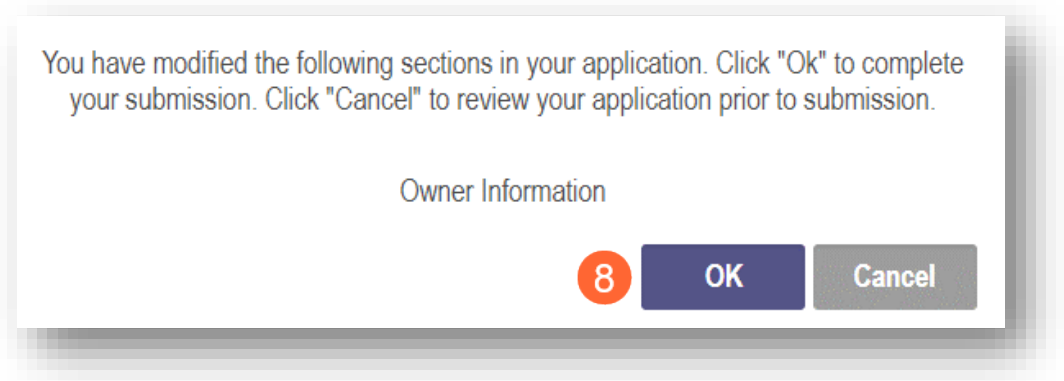 You have modified the following sections in your application. Click "Ok" to complete
your submission. Click "Cancel" to review your application prior to submission.
Owner Information
8 OK Cancel